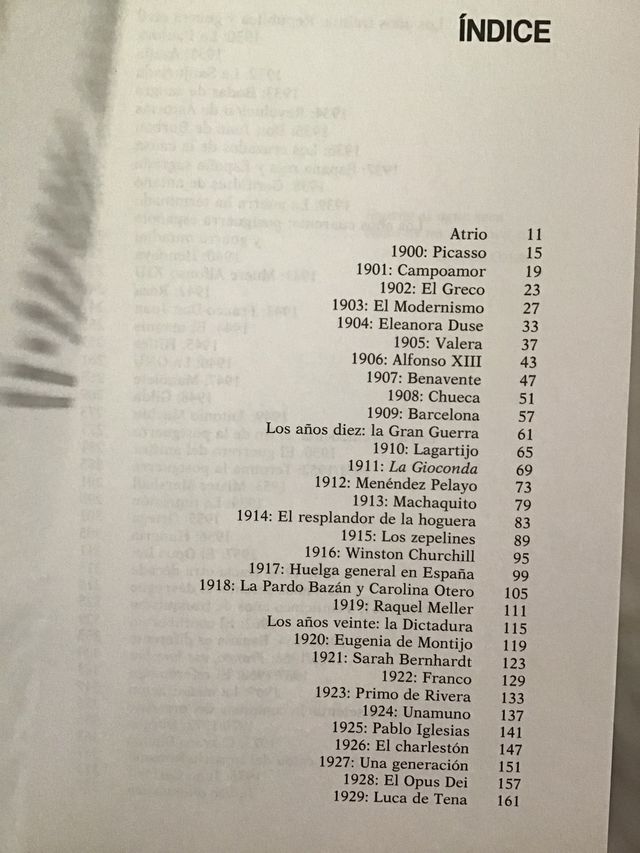 ÍNDICE
Atrio 11
1900: Picasso 15
1901: Campoamor 19
1902: El Greco 23
1903: El Modernismo 27
1904: Eleanora Duse 33
1905: Valera 37
1906: Alfonso XIII 43
1907: Benavente 47
1908: Chueca 51
1909: Barcelona 57
Los años diez: la Gran Guerra 61
1910: Lagartijo 65
1911: La Gioconda 69
1912: Menéndez Pelayo 73
1913: Machaquito 79
1914: El resplandor de la hoguera 83
1915: Los zepelines 89
1916: Winston Churchill 95
1917: Huelga general en España 99
1918: La Pardo Bazán y Carolina Otero 105
1919: Raquel Meller 111
Los años veinte: la Dictadura 115
1920: Eugenia de Montijo 119
1921: Sarah Bernhardt 123
1922: Franco 129
1923: Primo de Rivera 133
1924: Unamuno 137
1925: Pablo Iglesias 141
1926: El charlestón 147
1927: Una generación 151
1928: El Opus Dei 157
1929: Luca de Tena 161